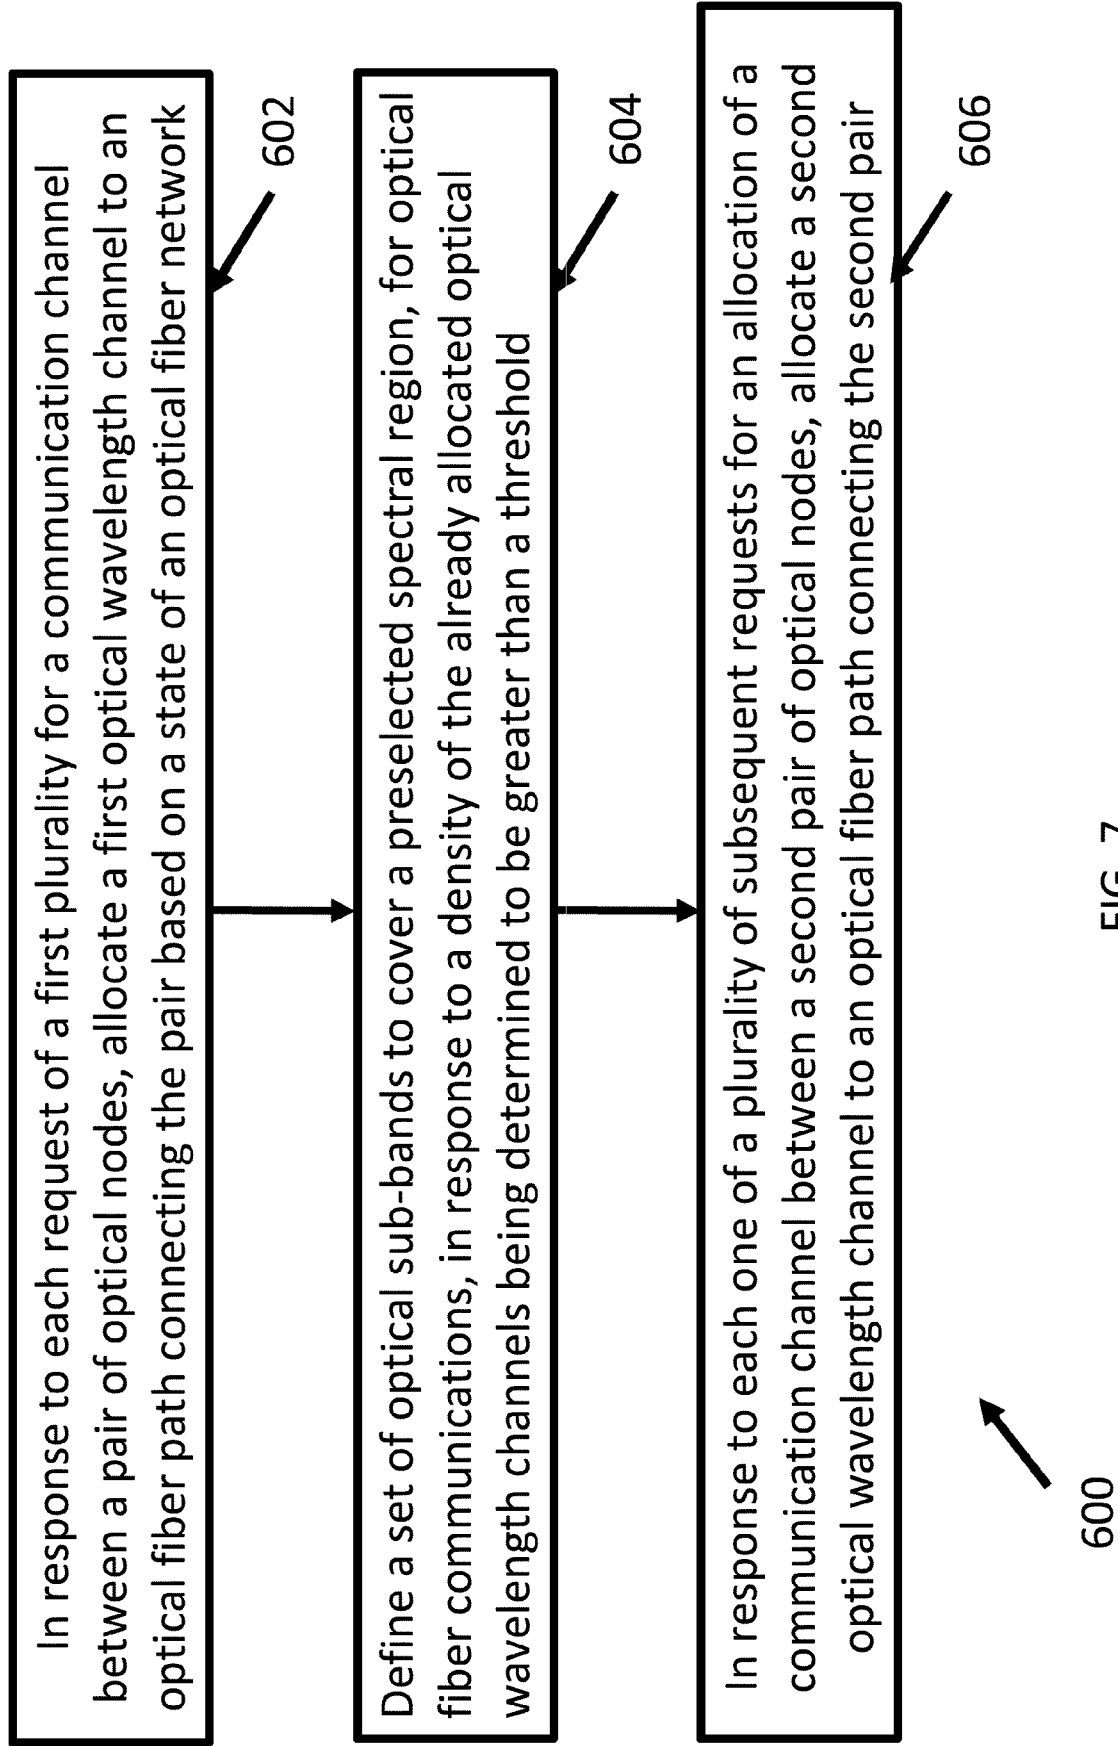 In response to each request of a first plurality for a communication channel
between a pair of optical nodes, allocate a first optical wavelength channel to an
optical fiber path connecting the pair based on a state of an optical fiber network
602
Define a set of optical sub-bands to cover a preselected spectral region, for optical
fiber communications, in response to a density of the already allocated optical
wavelength channels being determined to be greater than a threshold
604
In response to each one of a plurality of subsequent requests for an allocation of a
communication channel between a second pair of optical nodes, allocate a second
optical wavelength channel to an optical fiber path connecting the second pair
606
600
FIG. 7